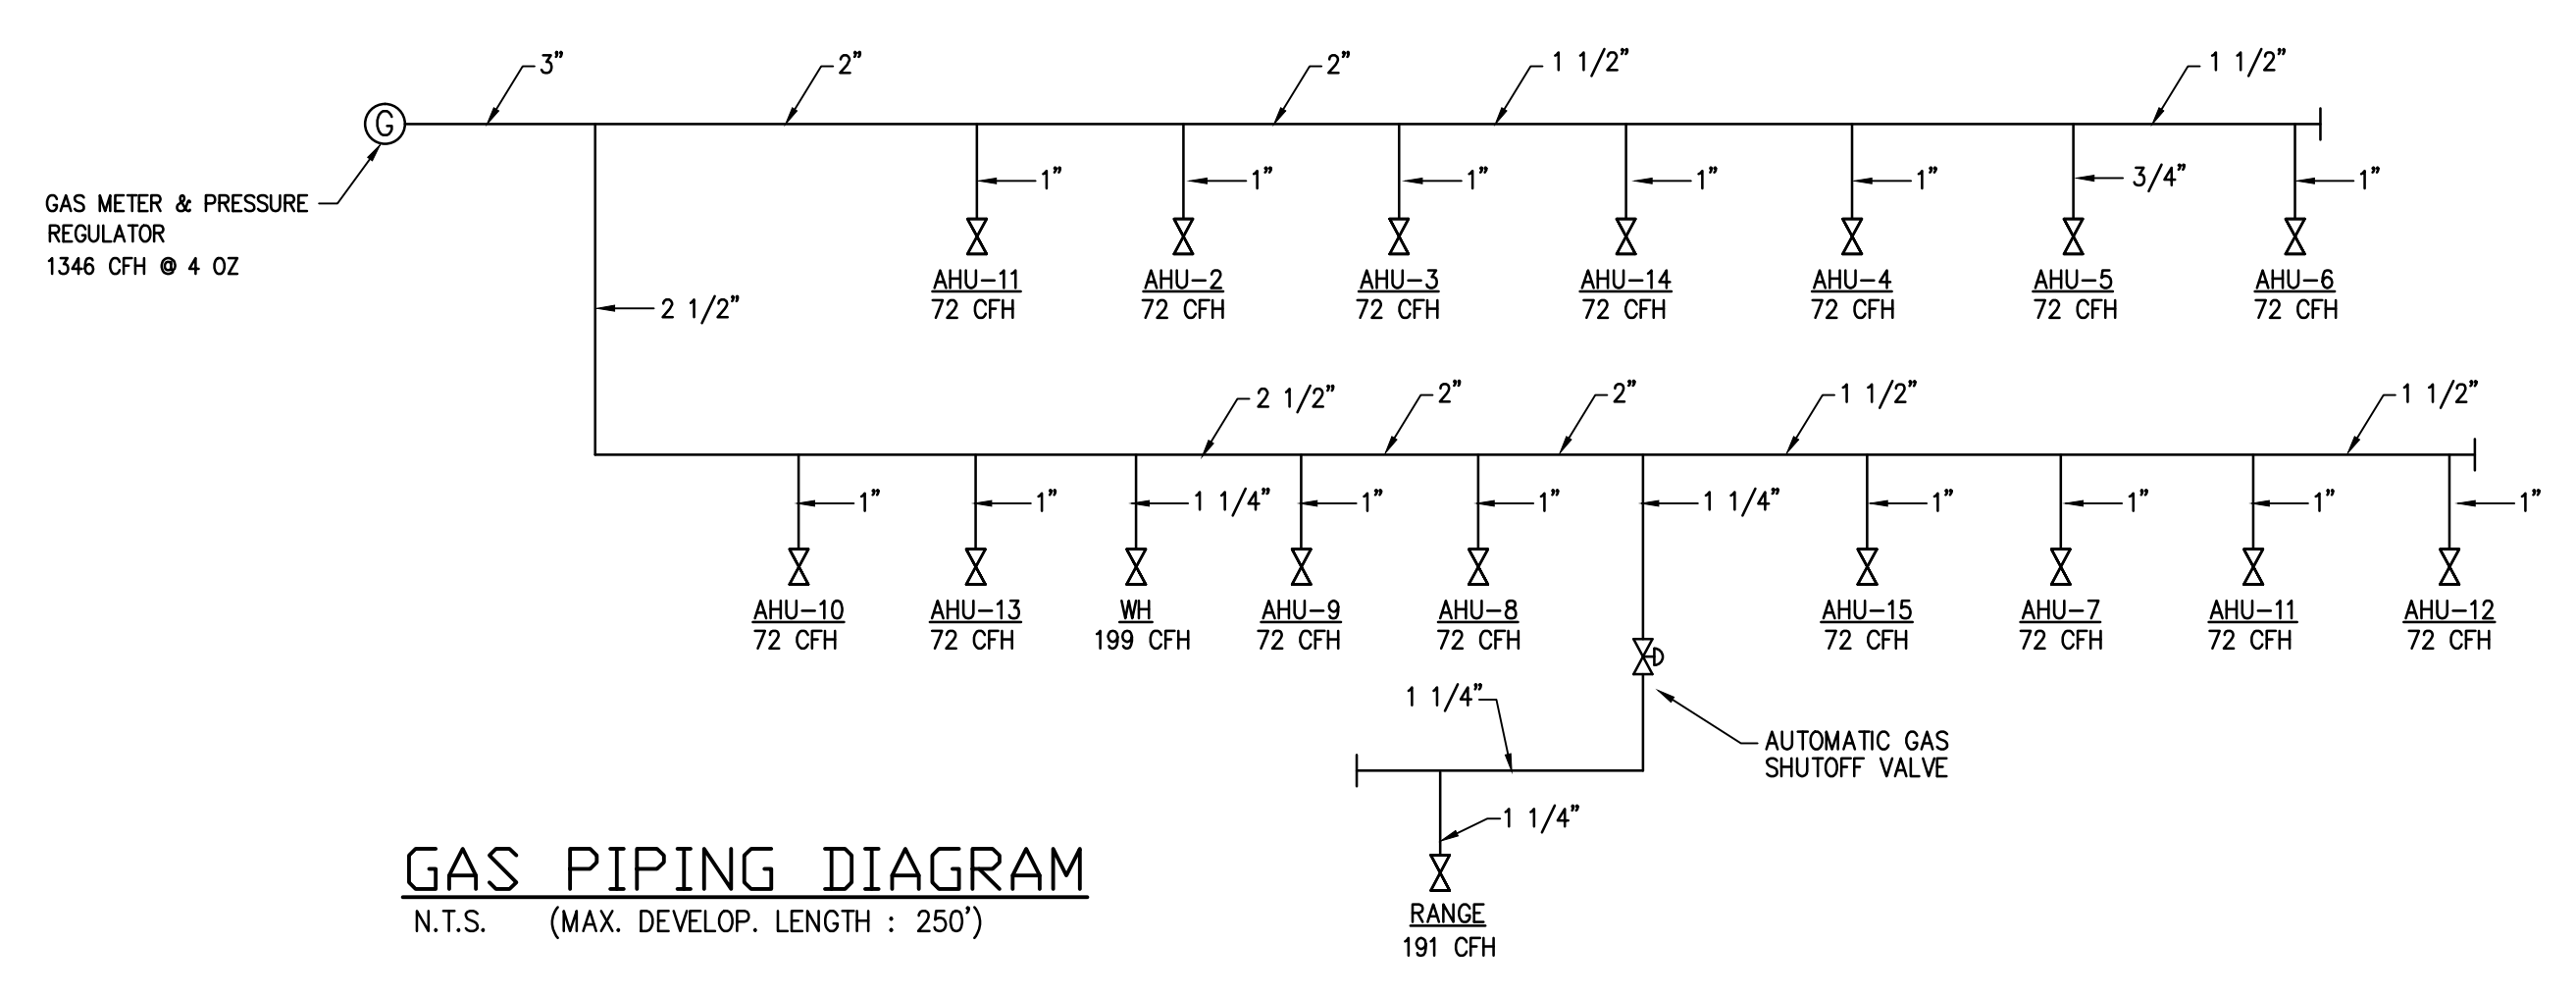 3" 2" 2" 1 1/2" 1 1/2"
G
GAS METER & PRESSURE
REGULATOR
1346 CFH @ 4 OZ
1" 1" 1" 1" 1" 3/4" 1"
AHU-11 AHU-2 AHU-3 AHU-14 AHU-4 AHU-5 AHU-6
72 CFH 72 CFH 72 CFH 72 CFH 72 CFH 72 CFH 72 CFH
2 1/2"
2 1/2" 2" 2" 1 1/2" 1 1/2"
1" 1" 1 1/4" 1" 1" 1 1/4" 1" 1" 1" 1"
AHU-10 AHU-13 WH AHU-9 AHU-8 AHU-15 AHU-7 AHU-11 AHU-12
72 CFH 72 CFH 199 CFH 72 CFH 72 CFH 72 CFH 72 CFH 72 CFH 72 CFH
1 1/4"
AUTOMATIC GAS
SHUTOFF VALVE
1 1/4"
RANGE
191 CFH
GAS PIPING DIAGRAM
N.T.S. (MAX. DEVELOP. LENGTH : 250')